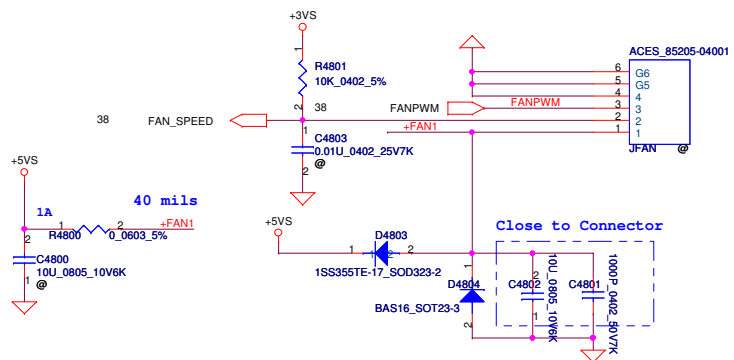 +3VS
1
R4801
10K_0402_5%
2
38
38
FAN_SPEED
FANPWM
FANPWM
+FAN1
1
C4803
0.01U_0402_25V7K
@
2
ACES_85205-04001
6
G6
5
G5
4
4
3
3
2
2
1
1
JFAN
@
+5VS
40 mils
1A
1
2
+FAN1
R4800
0_0603_5%
2
C4800
10U_0805_10V6K
1
@
+5VS
D4803
1
1
2
2
1SS355TE-17_SOD323-2
Close to Connector
1
D4804
BAS16_SOT23-3
2
2
C4802
1
10U_0805_10V6K
C4801
1000P_0402_50V7K